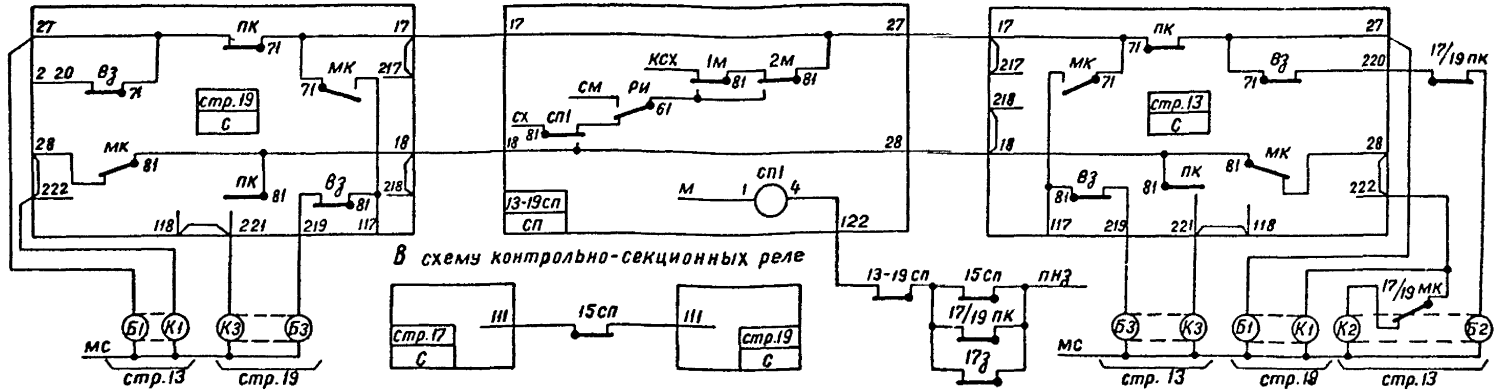 27 ПК 17
71
2 20 ВЗ МК 217
71 71
стр.19
С
28 МК 18
81
ПК ВЗ
222 81 81 218
118 221 219 117
17 27
КСХ 1М 2М
81 81
СМ РИ
61
СХ СП1
81
18 28
СП1
М 1 4
13-19СП
СП
122
17 ПК 27
71
217 МК ВЗ 220 17/19 ПК
71 71
218
стр.13
С
18 28
ВЗ ПК МК
81 81 81 222
117 219 221 118
В схему контрольно-секционных реле
111 15СП 111
стр.17
С
стр.19
С
13-19СП 15СП ПНЗ
17/19 ПК
17З
17/19 МК
Б1 К1 К3 Б3
МС
стр.13 стр.19
Б3 К3 Б1 К1 К2 Б2
МС
стр. 13 стр.19 стр.13